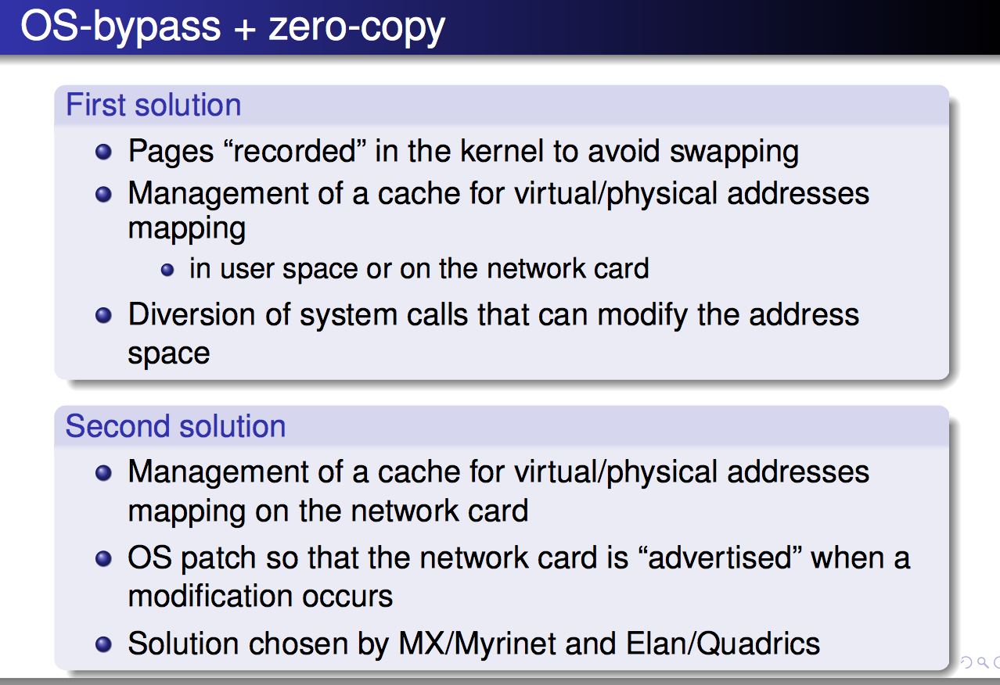 OS-bypass + zero-copy
First solution
Pages “recorded” in the kernel to avoid swapping
Management of a cache for virtual/physical addresses
mapping
in user space or on the network card
Diversion of system calls that can modify the address
space
Second solution
Management of a cache for virtual/physical addresses
mapping on the network card
OS patch so that the network card is “advertised” when a
modification occurs
Solution chosen by MX/Myrinet and Elan/Quadrics